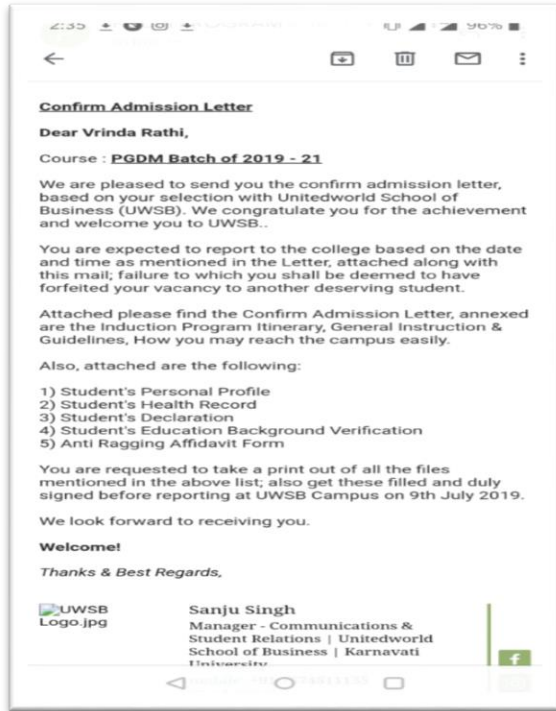 2:35
96%
Confirm Admission Letter
Dear Vrinda Rathi,
Course : PGDM Batch of 2019 - 21
We are pleased to send you the confirm admission letter,
based on your selection with Unitedworld School of
Business (UWSB). We congratulate you for the achievement
and welcome you to UWSB..
You are expected to report to the college based on the date
and time as mentioned in the Letter, attached along with
this mail; failure to which you shall be deemed to have
forfeited your vacancy to another deserving student.
Attached please find the Confirm Admission Letter, annexed
are the Induction Program Itinerary, General Instruction &
Guidelines, How you may reach the campus easily.
Also, attached are the following:
1) Student's Personal Profile
2) Student's Health Record
3) Student's Declaration
4) Student's Education Background Verification
5) Anti Ragging Affidavit Form
You are requested to take a print out of all the files
mentioned in the above list; also get these filled and duly
signed before reporting at UWSB Campus on 9th July 2019.
We look forward to receiving you.
Welcome!
Thanks & Best Regards,
UWSB
Logo.jpg
Sanju Singh
Manager - Communications &
Student Relations | Unitedworld
School of Business | Karnavati
University
f